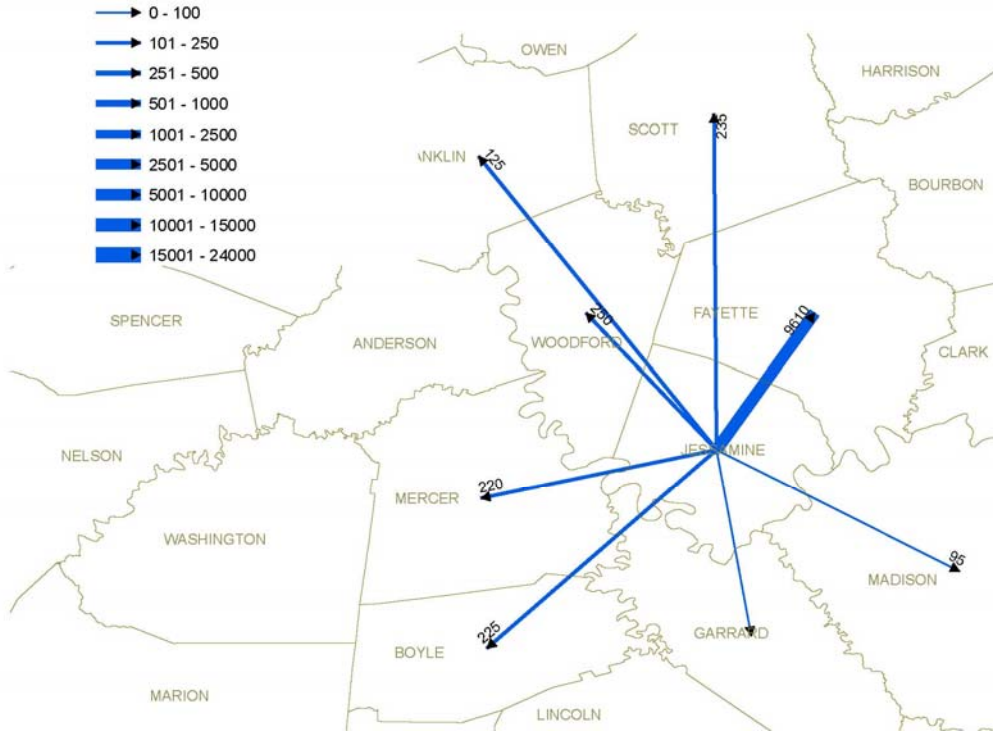 0 - 100
101 - 250
251 - 500
501 - 1000
1001 - 2500
2501 - 5000
5001 - 10000
10001 - 15000
15001 - 24000
OWEN
HARRISON
SCOTT
235
NKLIN
125
BOURBON
SPENCER
ANDERSON
WOODFORD
250
FAYETTE
9610
CLARK
NELSON
JESSAMINE
MERCER
220
WASHINGTON
MADISON
95
GARRARD
BOYLE
225
MARION
LINCOLN